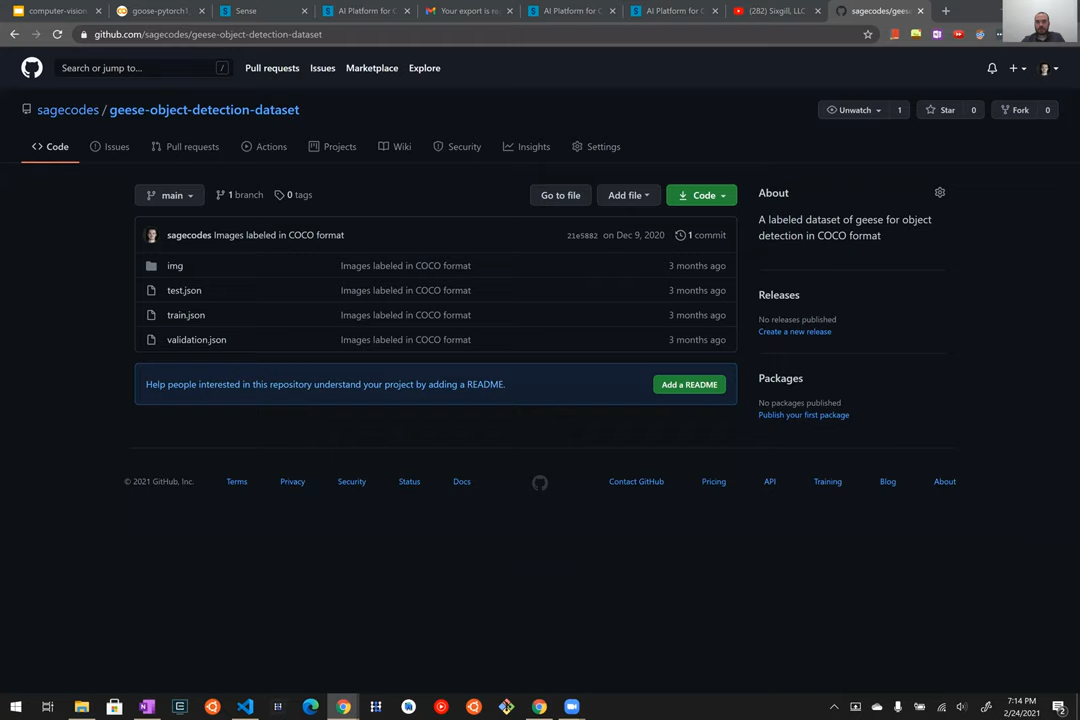 computer-vision
goose-pytorch1
Sense
AI Platform for C
Your export is re
AI Platform for C
AI Platform for C
(282) Sixgill, LLC
sagecodes/geese
github.com/sagecodes/geese-object-detection-dataset
Search or jump to...
/
Pull requests
Issues
Marketplace
Explore
sagecodes / geese-object-detection-dataset
Unwatch 1
Star 0
Fork 0
Code
Issues
Pull requests
Actions
Projects
Wiki
Security
Insights
Settings
main
1 branch
0 tags
Go to file
Add file
Code
sagecodes Images labeled in COCO format
21e5882 on Dec 9, 2020
1 commit
img Images labeled in COCO format 3 months ago
test.json Images labeled in COCO format 3 months ago
train.json Images labeled in COCO format 3 months ago
validation.json Images labeled in COCO format 3 months ago
Help people interested in this repository understand your project by adding a README.
Add a README
About
A labeled dataset of geese for object
detection in COCO format
Releases
No releases published
Create a new release
Packages
No packages published
Publish your first package
© 2021 GitHub, Inc.
Terms
Privacy
Security
Status
Docs
Contact GitHub
Pricing
API
Training
Blog
About
7:14 PM
2/24/2021